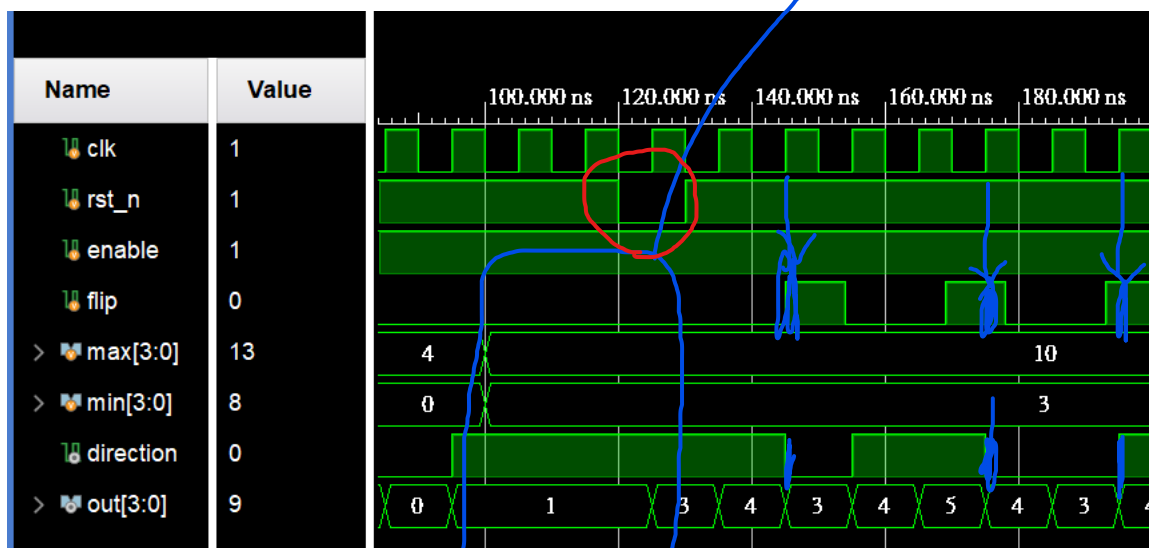 Name Value
100.000 ns 120.000 ns 140.000 ns 160.000 ns 180.000 ns
clk 1
rst_n 1
enable 1
flip 0
max[3:0] 13 4 10
min[3:0] 8 0 3
direction 0
out[3:0] 9 0 1 3 4 3 4 5 4 3 4